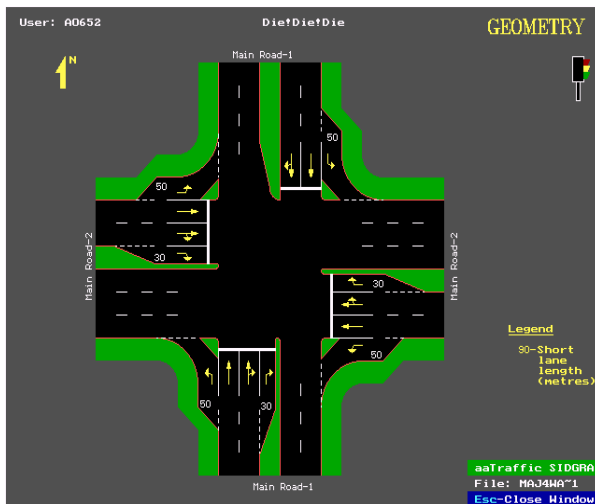 User: AO652
Die!Die!Die
GEOMETRY
N
Main Road-1
50
50
30
Main Road-2
Main Road-2
30
50
50
30
Main Road-1
Legend
90-Short
lane
length
(metres)
aaTraffic SIDGRA
File: MAJ4WA~1
Esc-Close Window